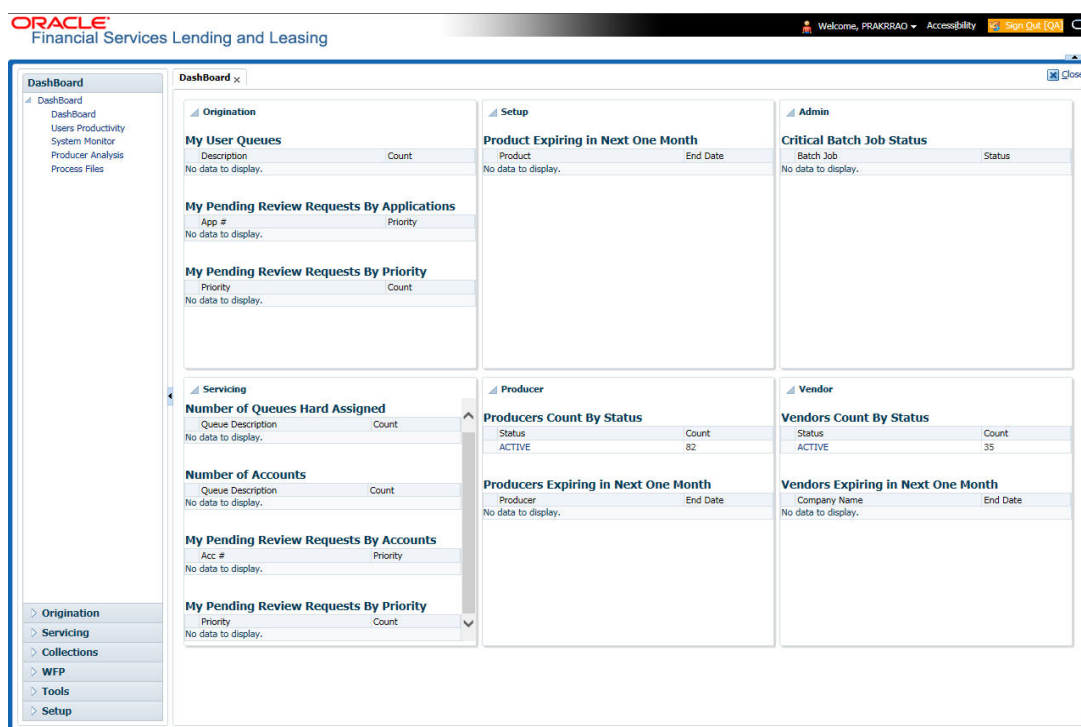 ORACLE
Financial Services Lending and Leasing
Welcome, PRAKRRAO Accessibility Sign Out [QA]
Close
DashBoard
DashBoard
DashBoard
Users Productivity
System Monitor
Producer Analysis
Process Files
Origination
Servicing
Collections
WFP
Tools
Setup
DashBoard x
Origination
My User Queues
Description Count
No data to display.
My Pending Review Requests By Applications
App # Priority
No data to display.
My Pending Review Requests By Priority
Priority Count
No data to display.
Setup
Product Expiring in Next One Month
Product End Date
No data to display.
Admin
Critical Batch Job Status
Batch Job Status
No data to display.
Servicing
Number of Queues Hard Assigned
Queue Description Count
No data to display.
Number of Accounts
Queue Description Count
No data to display.
My Pending Review Requests By Accounts
Acc # Priority
No data to display.
My Pending Review Requests By Priority
Priority Count
No data to display.
Producer
Producers Count By Status
Status Count
ACTIVE 82
Producers Expiring in Next One Month
Producer End Date
No data to display.
Vendor
Vendors Count By Status
Status Count
ACTIVE 35
Vendors Expiring in Next One Month
Company Name End Date
No data to display.